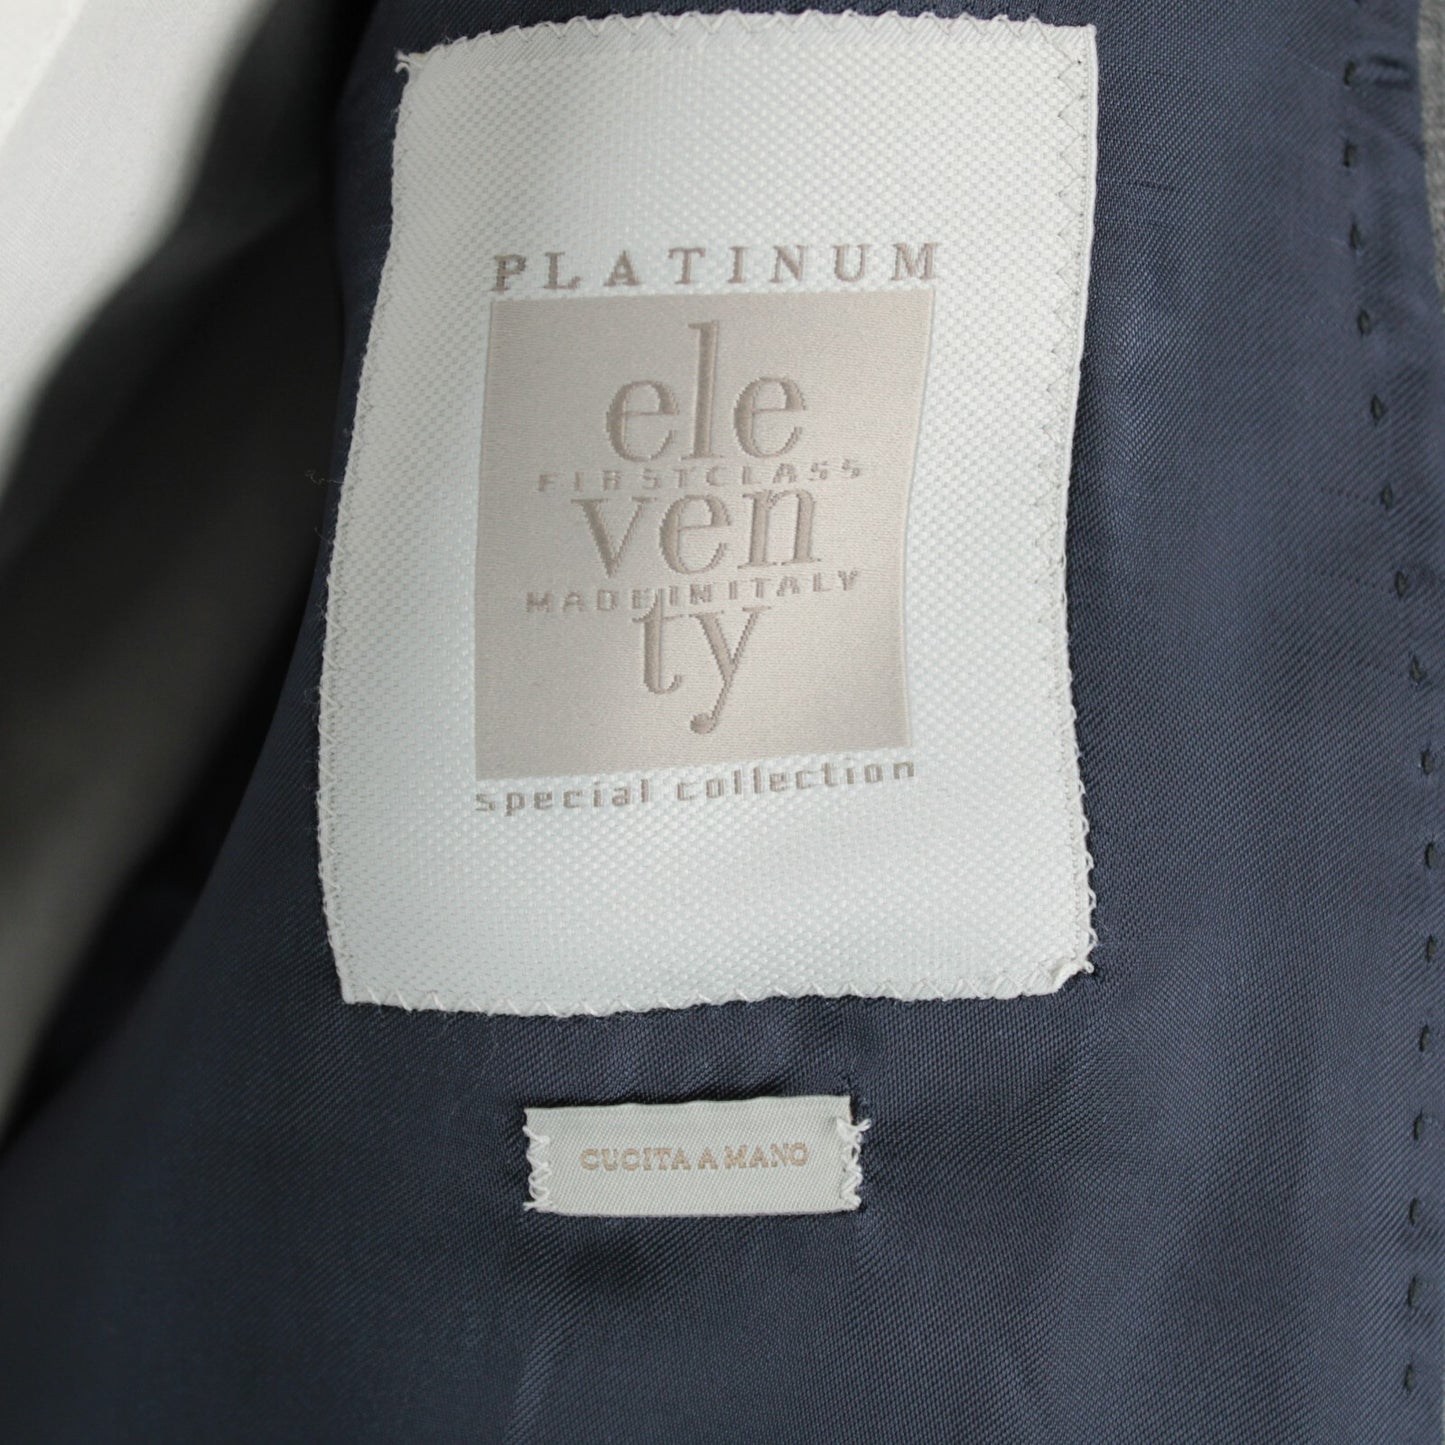 PLATINUM
ele
FIRSTCLASS
ven
MADE IN ITALY
ty
special collection
CUCITA A MANO